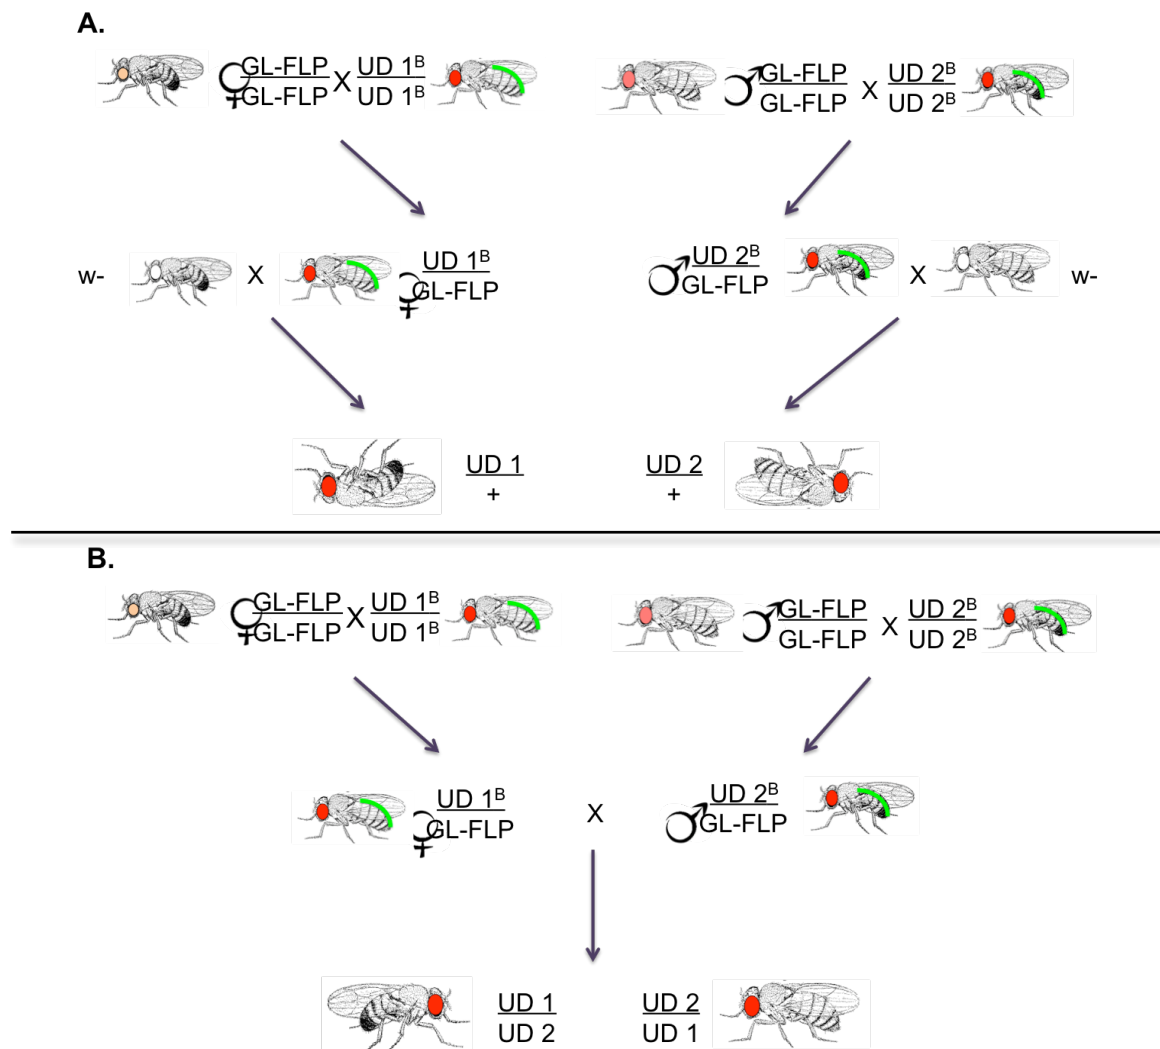 A.
♀ GL-FLP X UD 1ᴮ ♂ GL-FLP X UD 2ᴮ
GL-FLP UD 1ᴮ GL-FLP UD 2ᴮ
w- X ♀ UD 1ᴮ ♂ UD 2ᴮ X w-
GL-FLP GL-FLP
UD 1 UD 2
+ +
B.
♀ GL-FLP X UD 1ᴮ ♂ GL-FLP X UD 2ᴮ
GL-FLP UD 1ᴮ GL-FLP UD 2ᴮ
♀ UD 1ᴮ X ♂ UD 2ᴮ
GL-FLP GL-FLP
UD 1 UD 2
UD 2 UD 1